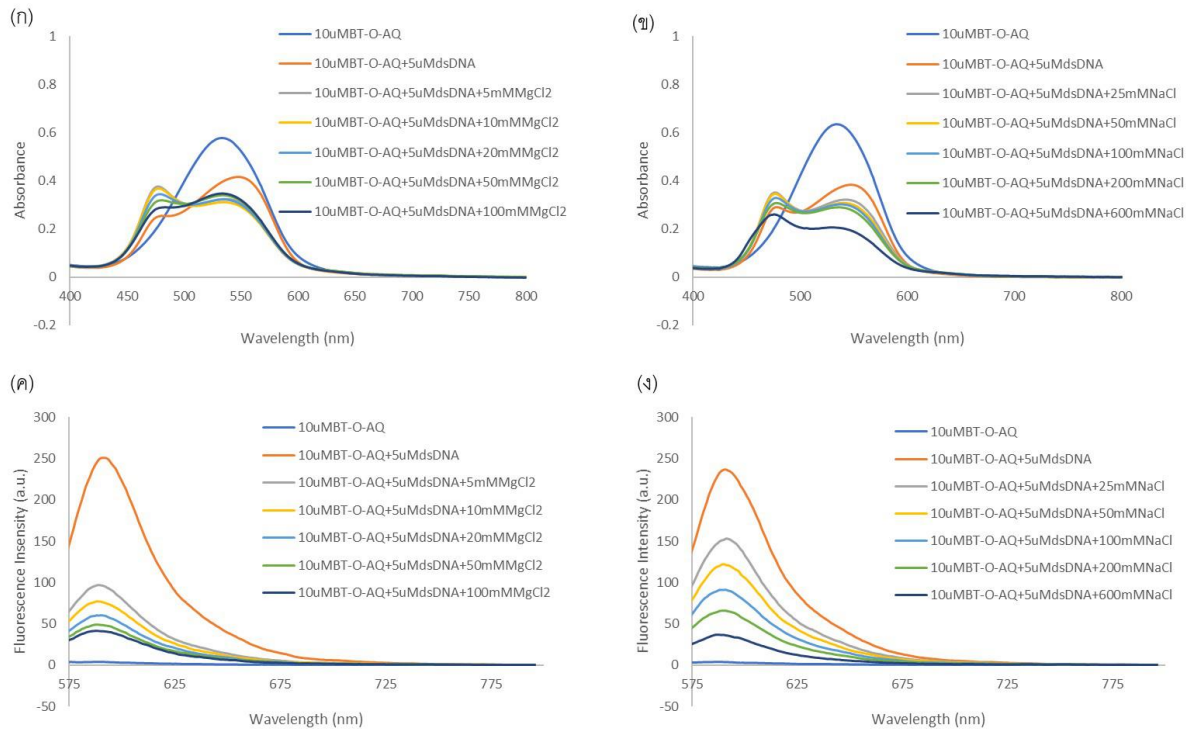 (ก)
1
0.8
0.6
0.4
0.2
0
-0.2
Absorbance
400 450 500 550 600 650 700 750 800
Wavelength (nm)
10uMBT-O-AQ
10uMBT-O-AQ+5uMdsDNA
10uMBT-O-AQ+5uMdsDNA+5mMMgCl2
10uMBT-O-AQ+5uMdsDNA+10mMMgCl2
10uMBT-O-AQ+5uMdsDNA+20mMMgCl2
10uMBT-O-AQ+5uMdsDNA+50mMMgCl2
10uMBT-O-AQ+5uMdsDNA+100mMMgCl2
(ข)
1
0.8
0.6
0.4
0.2
0
-0.2
Absorbance
400 500 600 700 800
Wavelength (nm)
10uMBT-O-AQ
10uMBT-O-AQ+5uMdsDNA
10uMBT-O-AQ+5uMdsDNA+25mMNaCl
10uMBT-O-AQ+5uMdsDNA+50mMNaCl
10uMBT-O-AQ+5uMdsDNA+100mMNaCl
10uMBT-O-AQ+5uMdsDNA+200mMNaCl
10uMBT-O-AQ+5uMdsDNA+600mMNaCl
(ค)
300
250
200
150
100
50
0
-50
Fluorescence Insensity (a.u.)
575 625 675 725 775
Wavelength (nm)
10uMBT-O-AQ
10uMBT-O-AQ+5uMdsDNA
10uMBT-O-AQ+5uMdsDNA+5mMMgCl2
10uMBT-O-AQ+5uMdsDNA+10mMMgCl2
10uMBT-O-AQ+5uMdsDNA+20mMMgCl2
10uMBT-O-AQ+5uMdsDNA+50mMMgCl2
10uMBT-O-AQ+5uMdsDNA+100mMMgCl2
(ง)
300
250
200
150
100
50
0
-50
Fluorescence Intensity (a.u.)
575 625 675 725 775
Wavelength (nm)
10uMBT-O-AQ
10uMBT-O-AQ+5uMdsDNA
10uMBT-O-AQ+5uMdsDNA+25mMNaCl
10uMBT-O-AQ+5uMdsDNA+50mMNaCl
10uMBT-O-AQ+5uMdsDNA+100mMNaCl
10uMBT-O-AQ+5uMdsDNA+200mMNaCl
10uMBT-O-AQ+5uMdsDNA+600mMNaCl